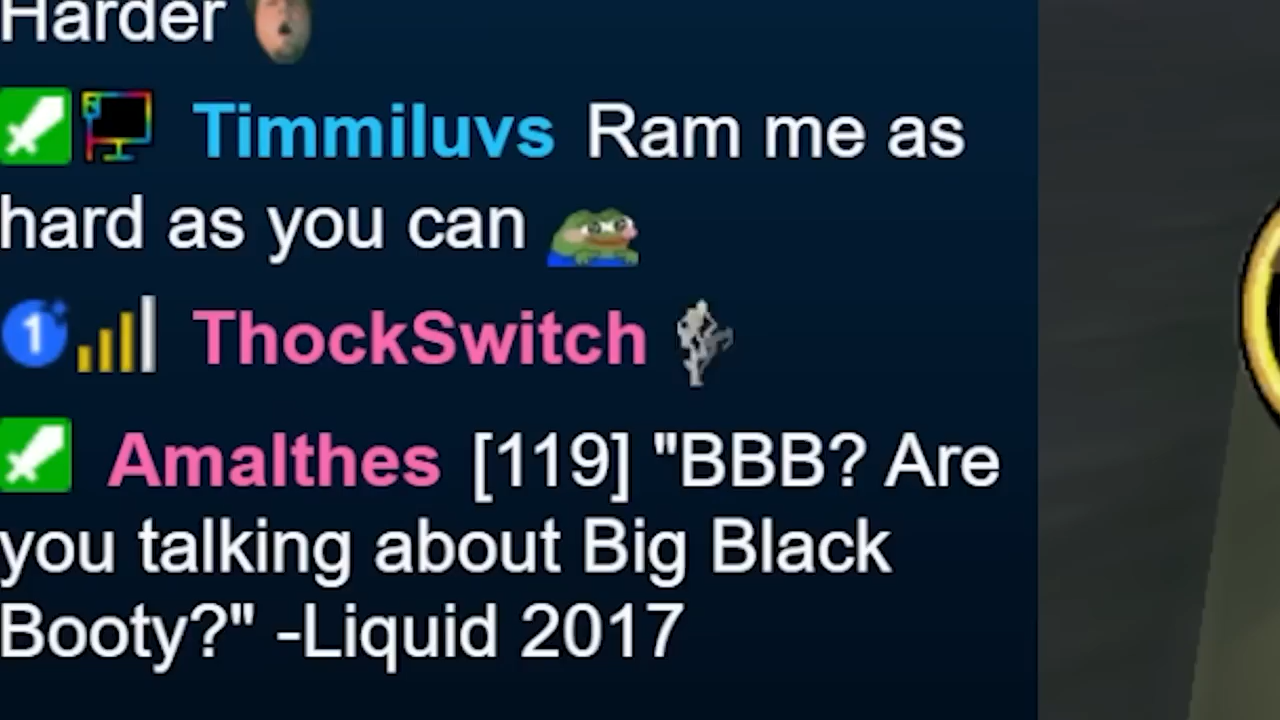 Harder
Timmiluvs Ram me as
hard as you can
1 ThockSwitch
Amalthes [119] "BBB? Are
you talking about Big Black
Booty?" -Liquid 2017